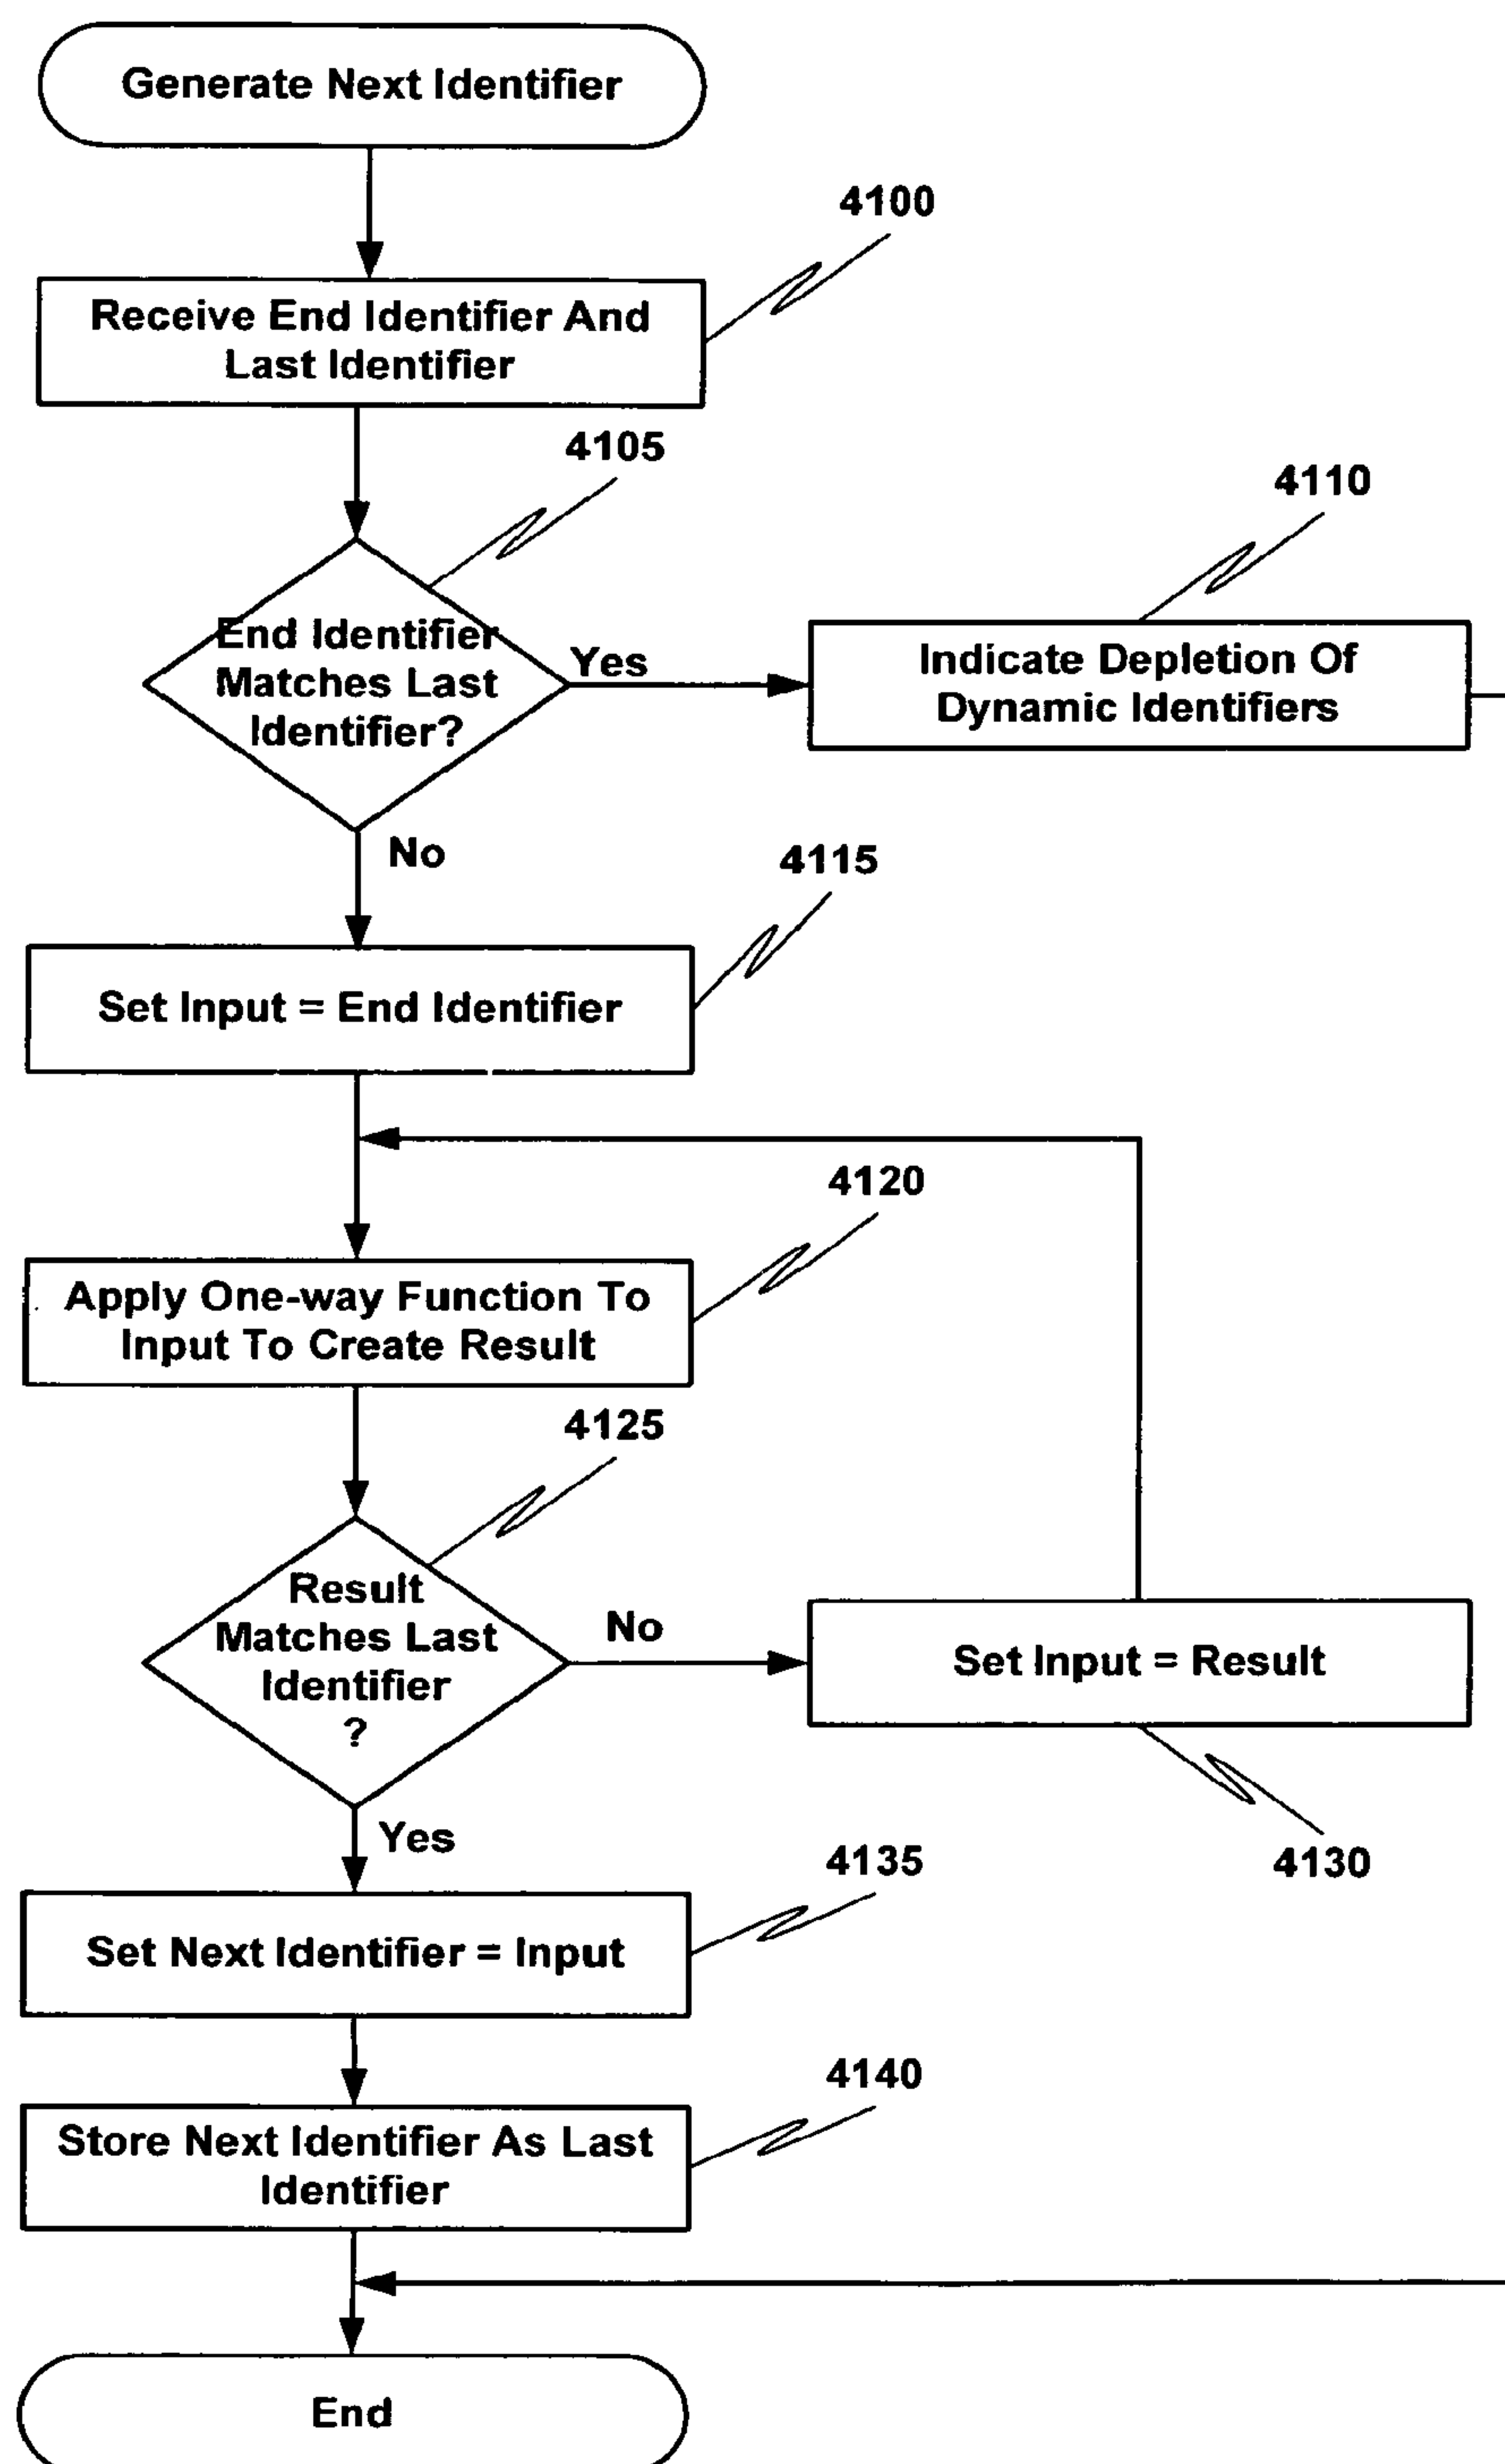 Generate Next Identifier
4100
Receive End Identifier And
Last Identifier
4105
4110
End Identifier
Matches Last
Identifier?
Yes
Indicate Depletion Of
Dynamic Identifiers
No
4115
Set Input = End Identifier
4120
Apply One-way Function To
Input To Create Result
4125
Result
Matches Last
Identifier
?
No
Set Input = Result
Yes
4135
4130
Set Next Identifier = Input
4140
Store Next Identifier As Last
Identifier
End